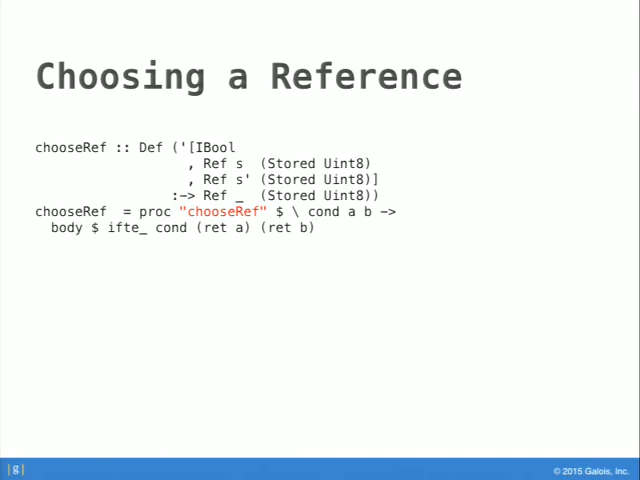 Choosing a Reference
chooseRef :: Def ('[IBool
, Ref s  (Stored Uint8)
, Ref s' (Stored Uint8)]
:-> Ref _  (Stored Uint8))
chooseRef  = proc "chooseRef" $ \ cond a b ->
body $ ifte_ cond (ret a) (ret b)
|g|
© 2015 Galois, Inc.